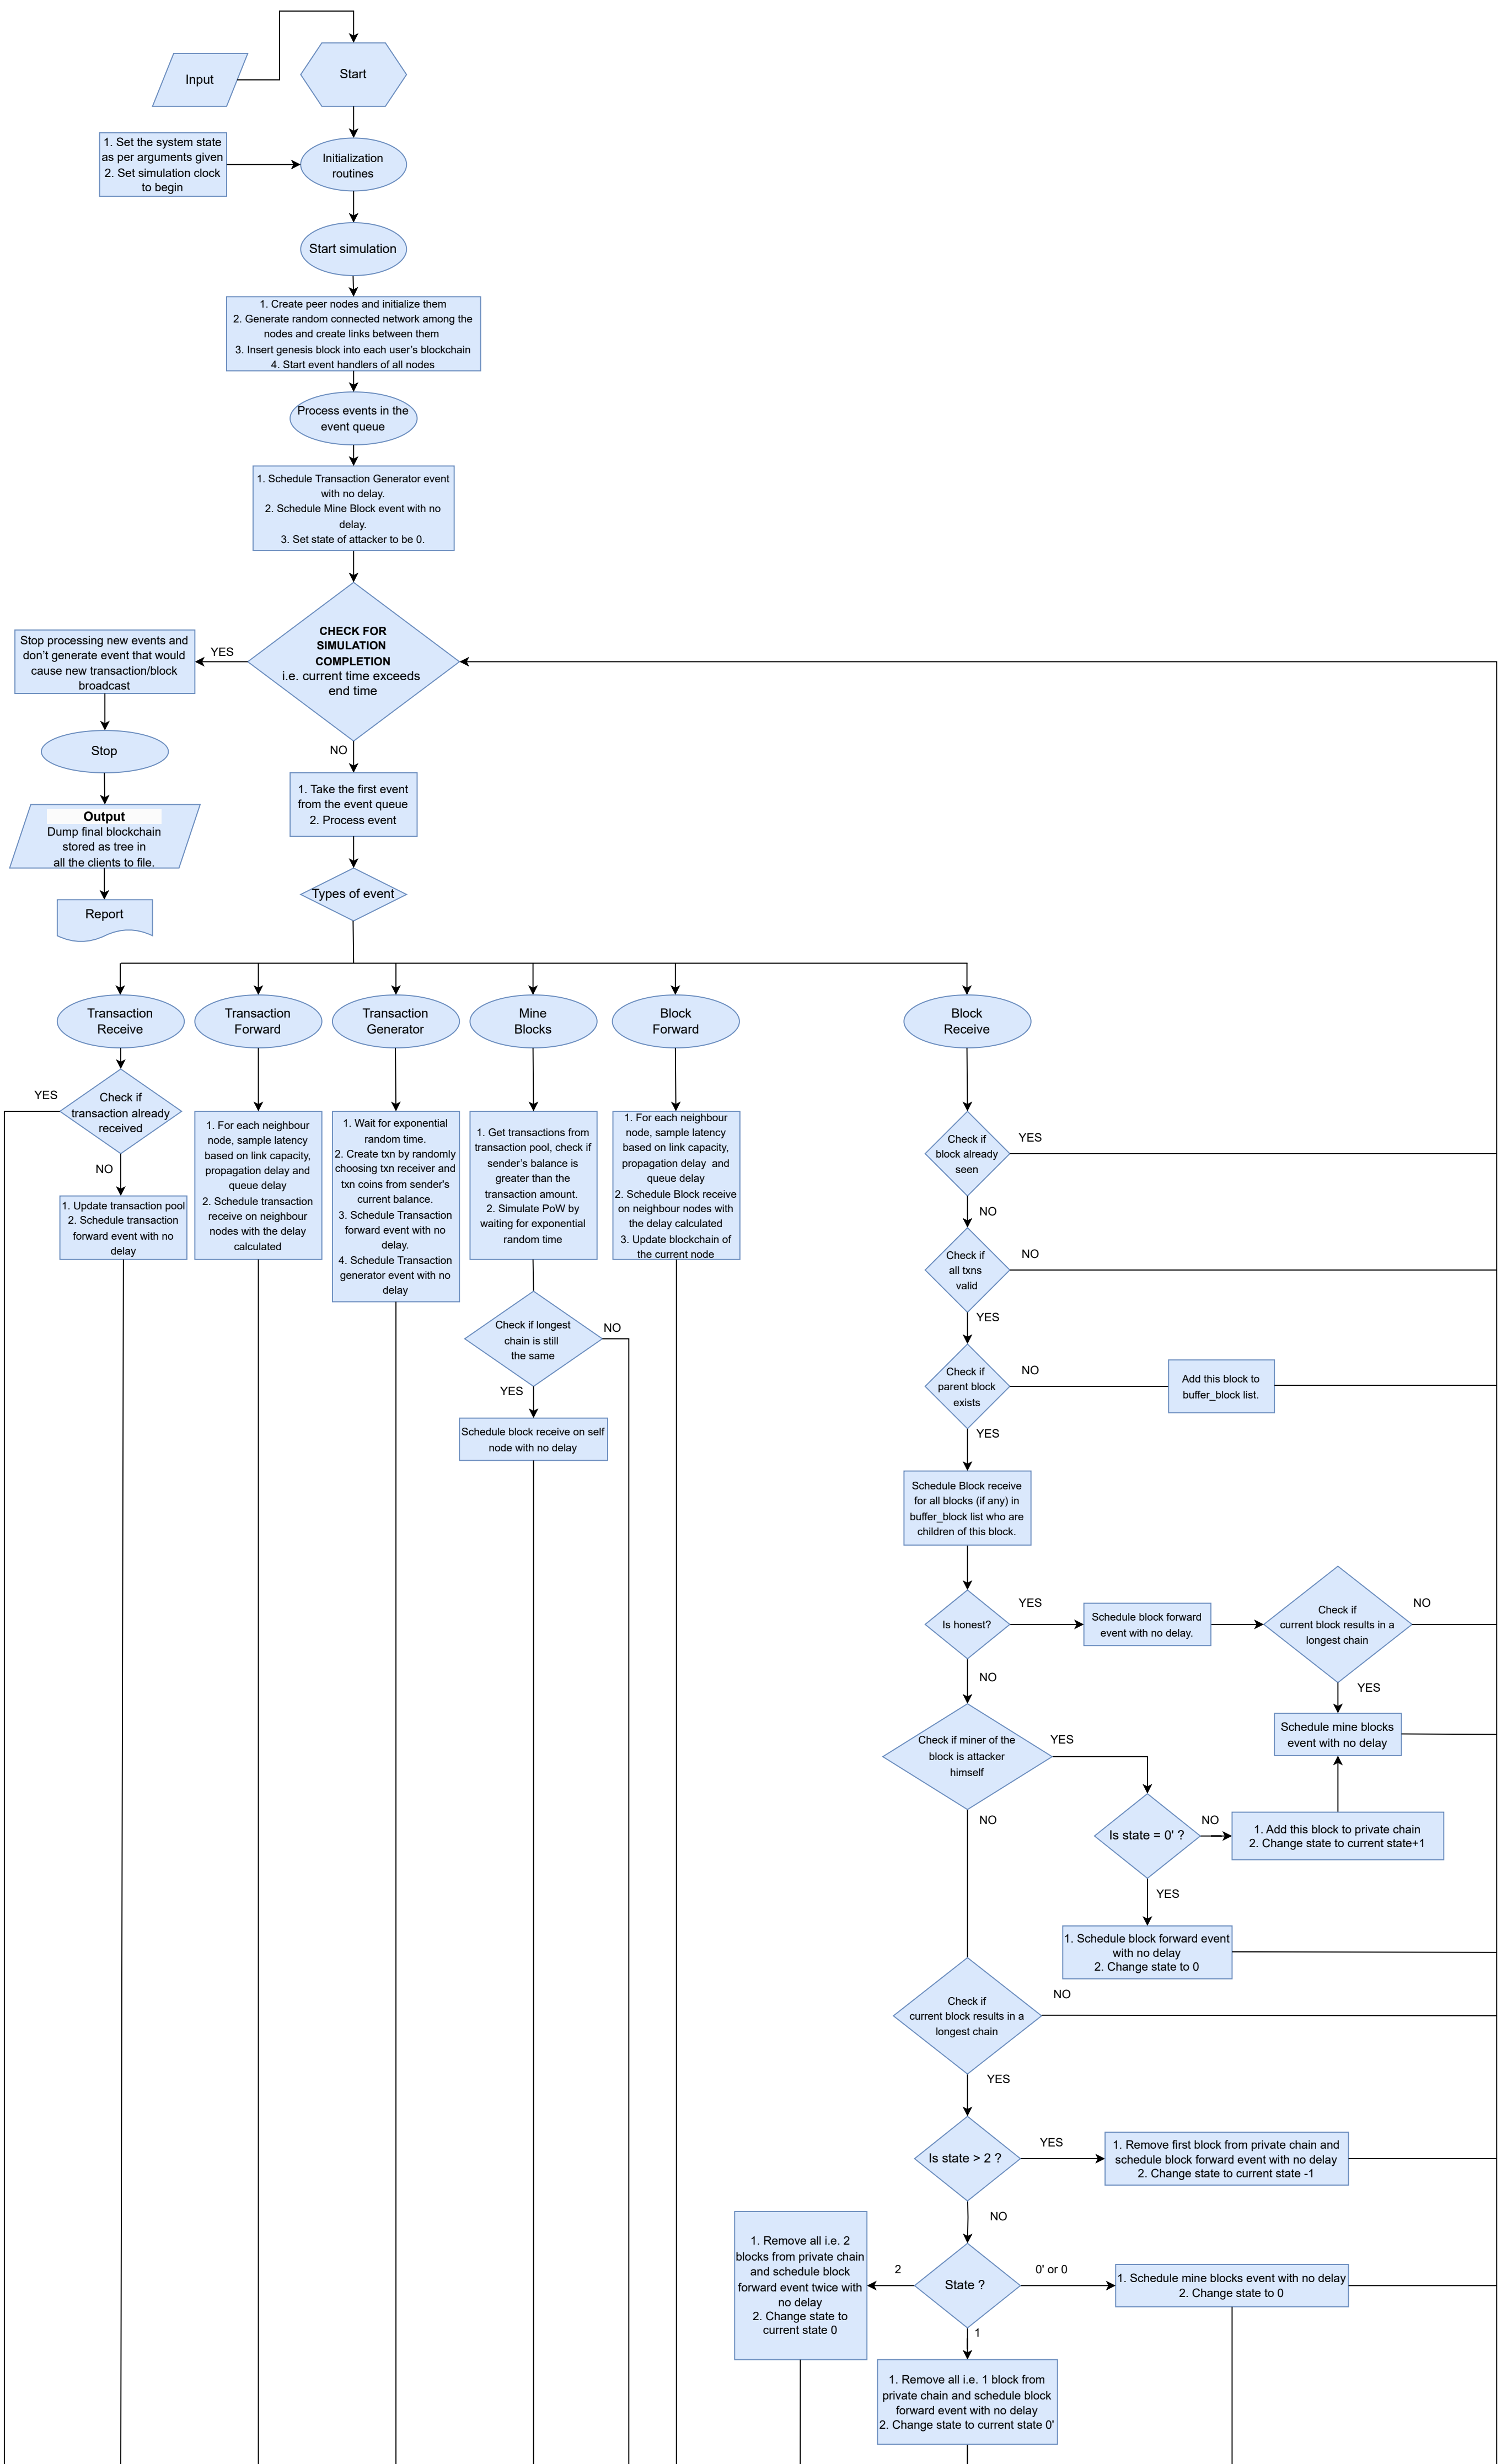 Input
Start
1. Set the system state
as per arguments given
2. Set simulation clock
to begin
Initialization
routines
Start simulation
1. Create peer nodes and initialize them
2. Generate random connected network among the
nodes and create links between them
3. Insert genesis block into each user's blockchain
4. Start event handlers of all nodes
Process events in the
event queue
1. Schedule Transaction Generator event
with no delay.
2. Schedule Mine Block event with no
delay.
3. Set state of attacker to be 0.
CHECK FOR
SIMULATION
COMPLETION
i.e. current time exceeds
end time
YES
Stop processing new events and
don't generate event that would
cause new transaction/block
broadcast
Stop
Output
Dump final blockchain
stored as tree in
all the clients to file.
Report
NO
1. Take the first event
from the event queue
2. Process event
Types of event
Transaction
Receive
Transaction
Forward
Transaction
Generator
Mine
Blocks
Block
Forward
Block
Receive
YES
Check if
transaction already
received
NO
1. Update transaction pool
2. Schedule transaction
forward event with no
delay
1. For each neighbour
node, sample latency
based on link capacity,
propagation delay and
queue delay
2. Schedule transaction
receive on neighbour
nodes with the delay
calculated
1. Wait for exponential
random time.
2. Create txn by randomly
choosing txn receiver and
txn coins from sender's
current balance.
3. Schedule Transaction
forward event with no
delay.
4. Schedule Transaction
generator event with no
delay
1. Get transactions from
transaction pool, check if
sender's balance is
greater than the
transaction amount.
2. Simulate PoW by
waiting for exponential
random time
Check if longest
chain is still
the same
NO
YES
Schedule block receive on self
node with no delay
1. For each neighbour
node, sample latency
based on link capacity,
propagation delay and
queue delay
2. Schedule Block receive
on neighbour nodes with
the delay calculated
3. Update blockchain of
the current node
Check if
block already
seen
YES
NO
Check if
all txns
valid
NO
YES
Check if
parent block
exists
NO
Add this block to
buffer_block list.
YES
Schedule Block receive
for all blocks (if any) in
buffer_block list who are
children of this block.
Is honest?
YES
Schedule block forward
event with no delay.
Check if
current block results in a
longest chain
NO
YES
Schedule mine blocks
event with no delay
NO
Check if miner of the
block is attacker
himself
YES
Is state = 0' ?
NO
1. Add this block to private chain
2. Change state to current state+1
YES
1. Schedule block forward event
with no delay
2. Change state to 0
NO
Check if
current block results in a
longest chain
NO
YES
Is state > 2 ?
YES
1. Remove first block from private chain and
schedule block forward event with no delay
2. Change state to current state -1
NO
State ?
2
1. Remove all i.e. 2
blocks from private chain
and schedule block
forward event twice with
no delay
2. Change state to
current state 0
0' or 0
1. Schedule mine blocks event with no delay
2. Change state to 0
1
1. Remove all i.e. 1 block from
private chain and schedule block
forward event with no delay
2. Change state to current state 0'